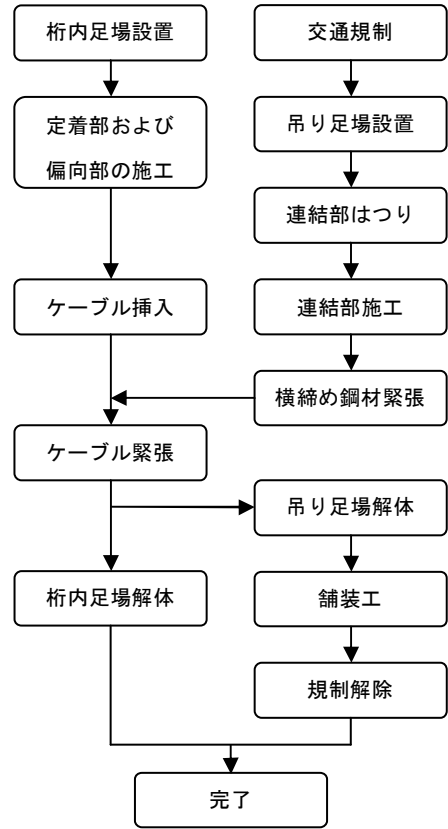 桁内足場設置
定着部および
偏向部の施工
ケーブル挿入
ケーブル緊張
桁内足場解体
交通規制
吊り足場設置
連結部はつり
連結部施工
横締め鋼材緊張
吊り足場解体
舗装工
規制解除
完了